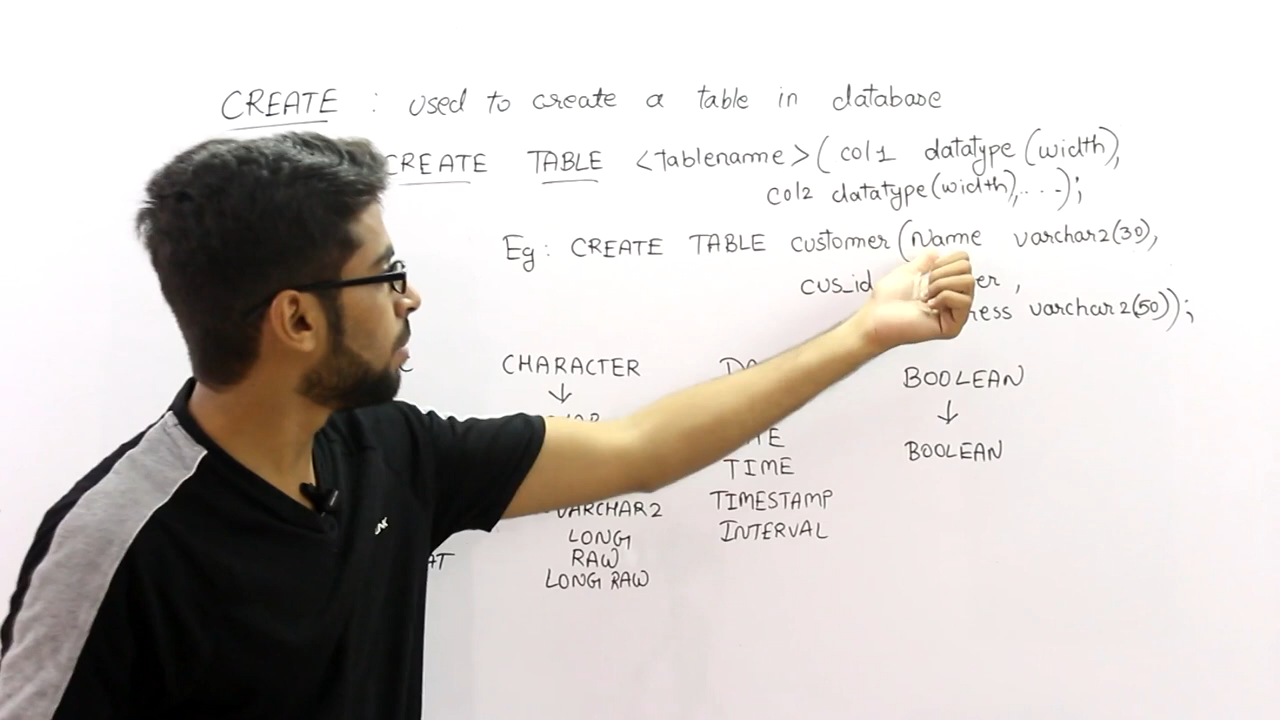 CREATE : used to create a table in database
CREATE TABLE <tablename>(col1 datatype(width),
col2 datatype(width),...);
Eg: CREATE TABLE customer(Name varchar2(30),
cus_id
varchar2(50));
CHARACTER
BOOLEAN
↓
↓
BOOLEAN
TIME
VARCHAR2
TIMESTAMP
LONG
INTERVAL
RAW
LONG RAW